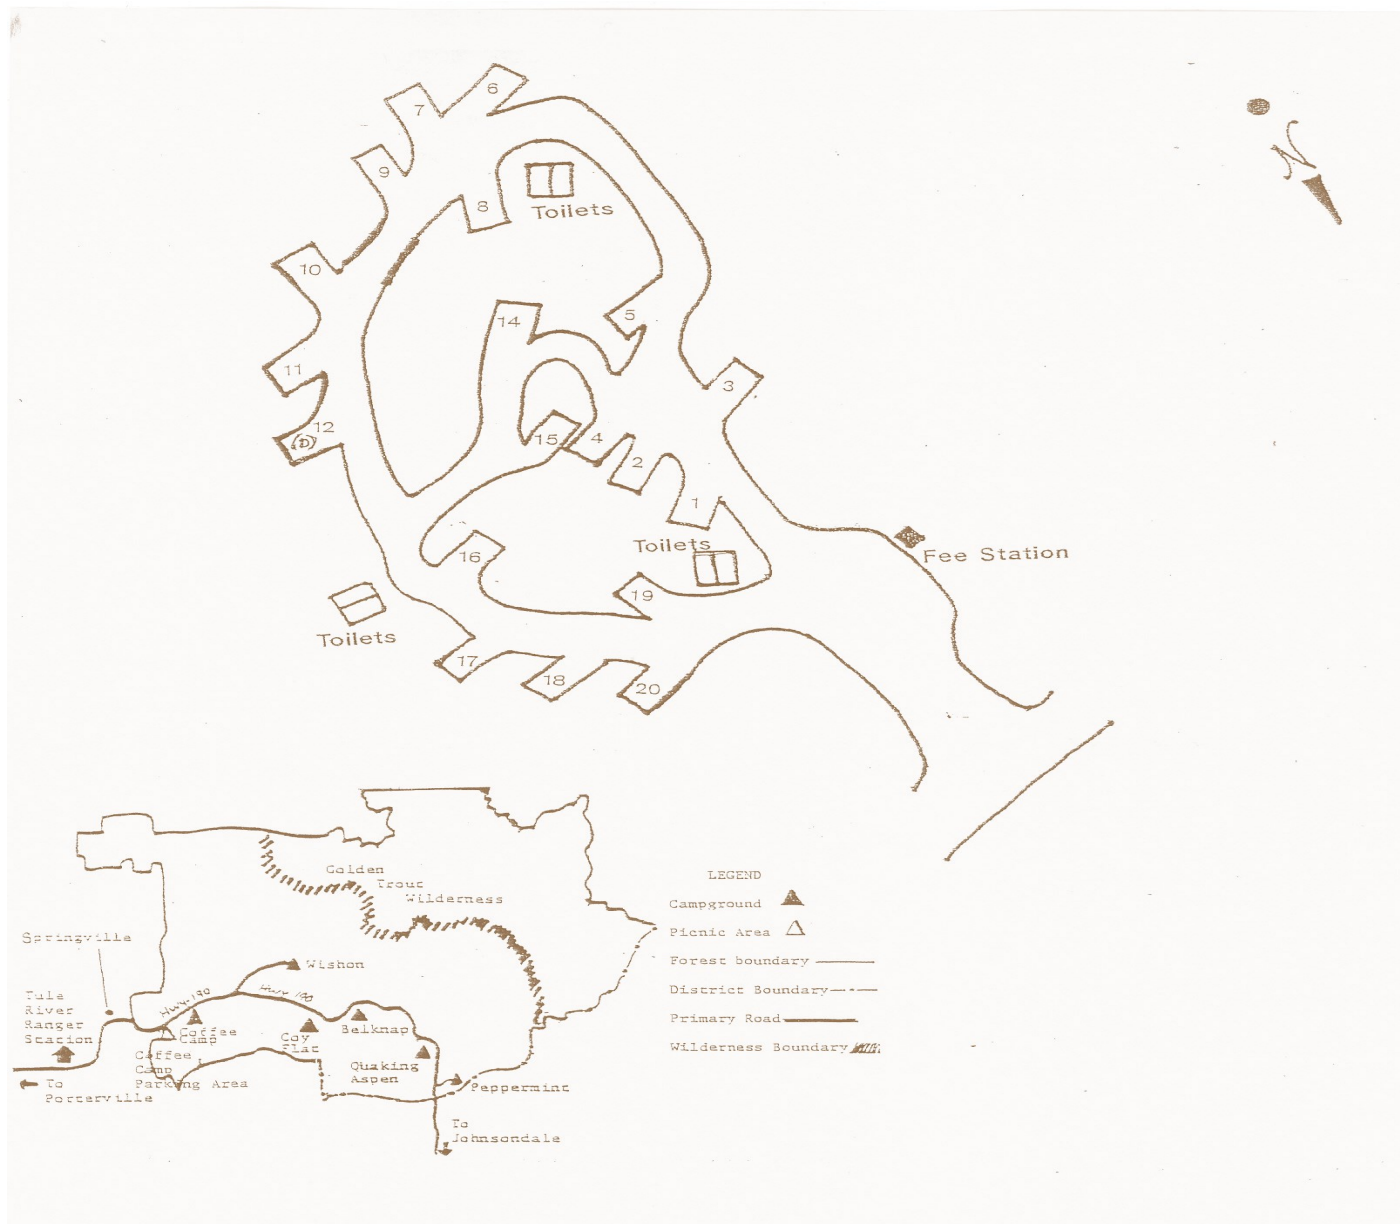 6
7
N
9
8
Toilets
10
14
5
11
3
12
15
4
2
1
Toilets
Fee Station
16
19
Toilets
17
18
20
Golden
Trout
Wilderness
LEGEND
Campground
Picnic Area
Forest boundary
District Boundary
Primary Road
Wilderness Boundary
Springville
Wishon
Tule
River
Ranger
Station
Hwy-190
Hwy 190
Coffee
Camp
Coy
Flat
Belknap
Coffee
Camp
Parking Area
Quaking
Aspen
Peppermint
To
Porterville
To
Johnsondale